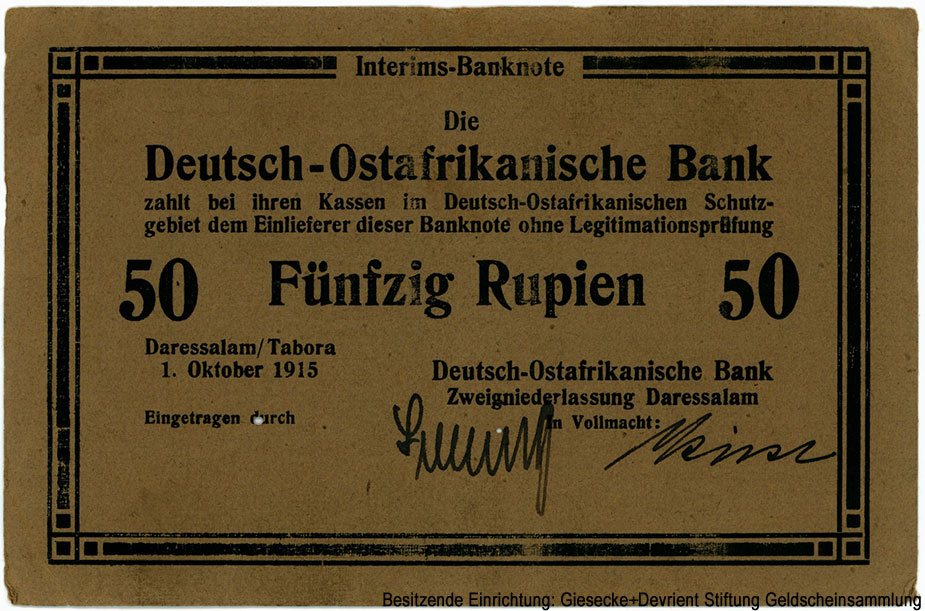 Interims-Banknote
Die
Deutsch-Ostafrikanische Bank
zahlt bei ihren Kassen im Deutsch-Ostafrikanischen Schutz-
gebiet dem Einlieferer dieser Banknote ohne Legitimationsprüfung
50 Fünfzig Rupien 50
Daressalam/Tabora
1. Oktober 1915
Deutsch-Ostafrikanische Bank
Zweigniederlassung Daressalam
Eingetragen durch
In Vollmacht:
Besitzende Einrichtung: Giesecke+Devrient Stiftung Geldscheinsammlung